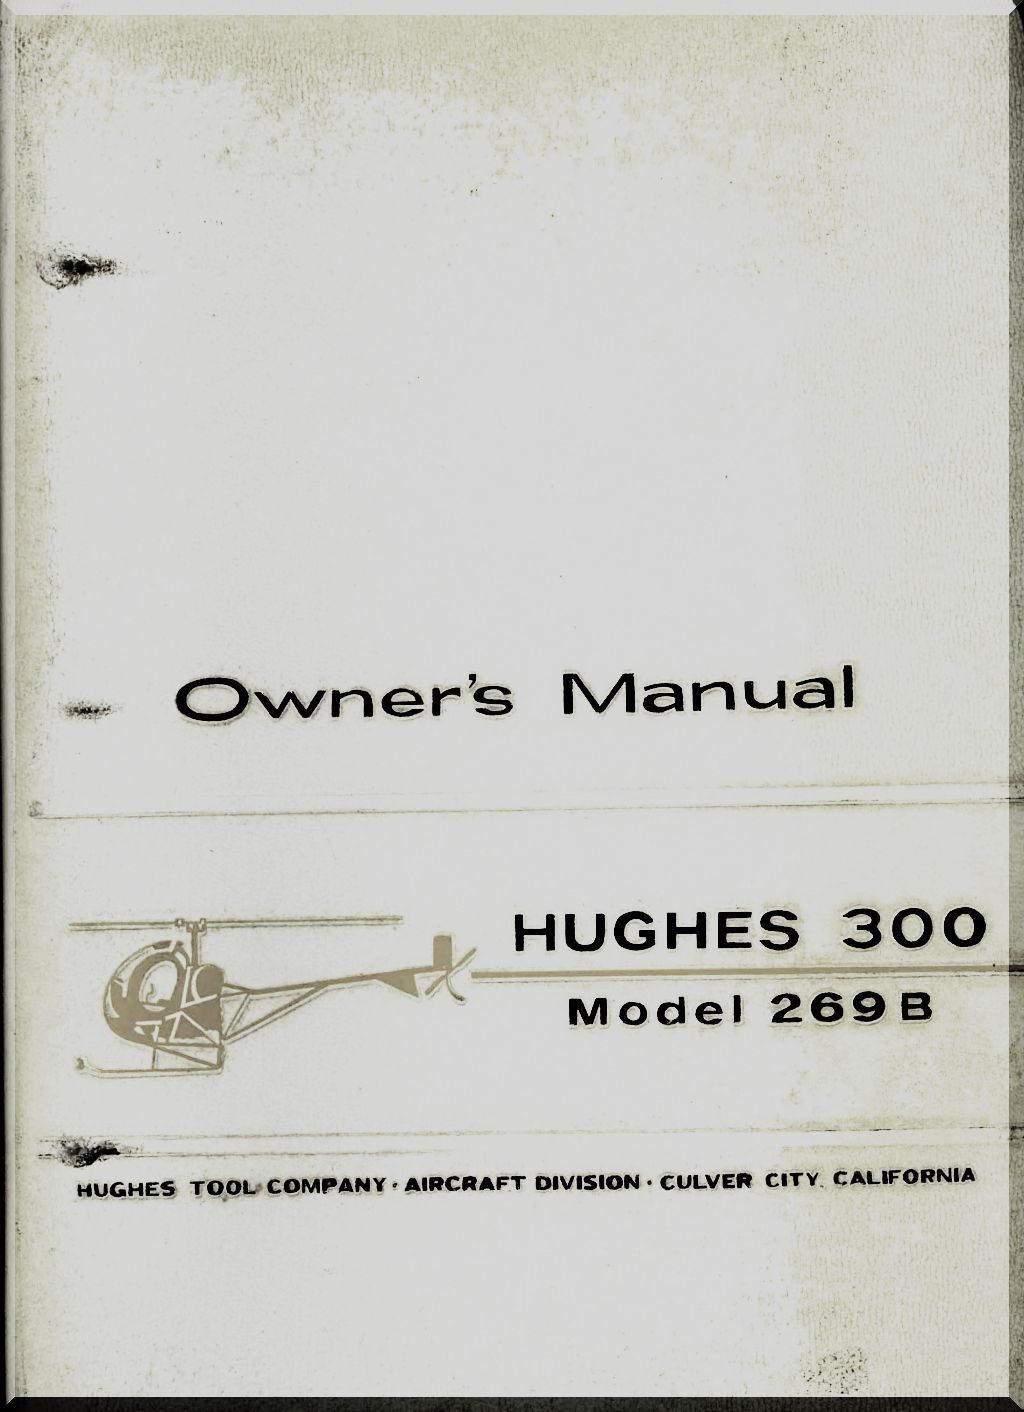 Owner's Manual
HUGHES 300
Model 269B
HUGHES TOOL COMPANY · AIRCRAFT DIVISION · CULVER CITY, CALIFORNIA